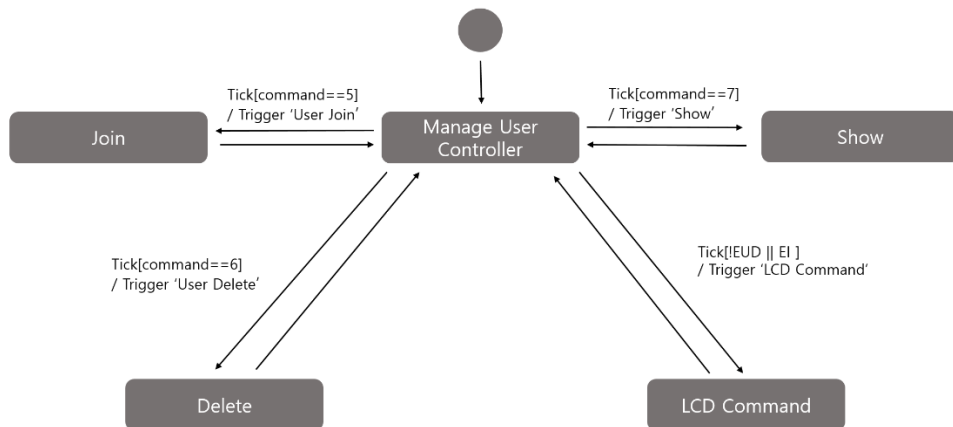 Tick[command==5]
/ Trigger ‘User Join’
Tick[command==7]
/ Trigger ‘Show’
Join
Manage User
Controller
Show
Tick[command==6]
/ Trigger ‘User Delete’
Tick[!EUD || EI ]
/ Trigger ‘LCD Command‘
Delete
LCD Command